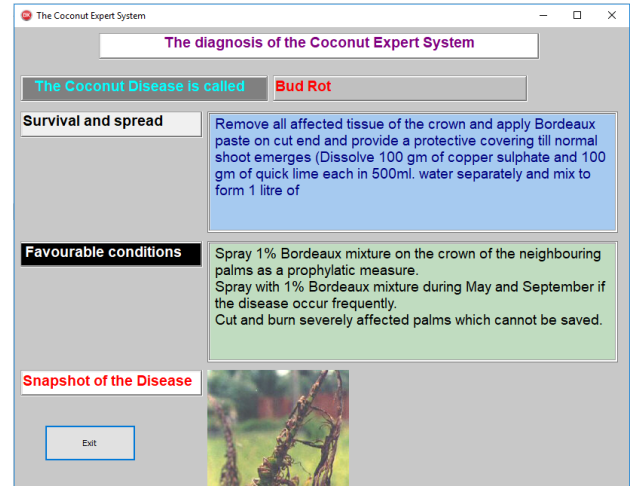 The Coconut Expert System
The diagnosis of the Coconut Expert System
The Coconut Disease is called
Bud Rot
Survival and spread
Remove all affected tissue of the crown and apply Bordeaux
paste on cut end and provide a protective covering till normal
shoot emerges (Dissolve 100 gm of copper sulphate and 100
gm of quick lime each in 500ml. water separately and mix to
form 1 litre of
Favourable conditions
Spray 1% Bordeaux mixture on the crown of the neighbouring
palms as a prophylatic measure.
Spray with 1% Bordeaux mixture during May and September if
the disease occur frequently.
Cut and burn severely affected palms which cannot be saved.
Snapshot of the Disease
Exit